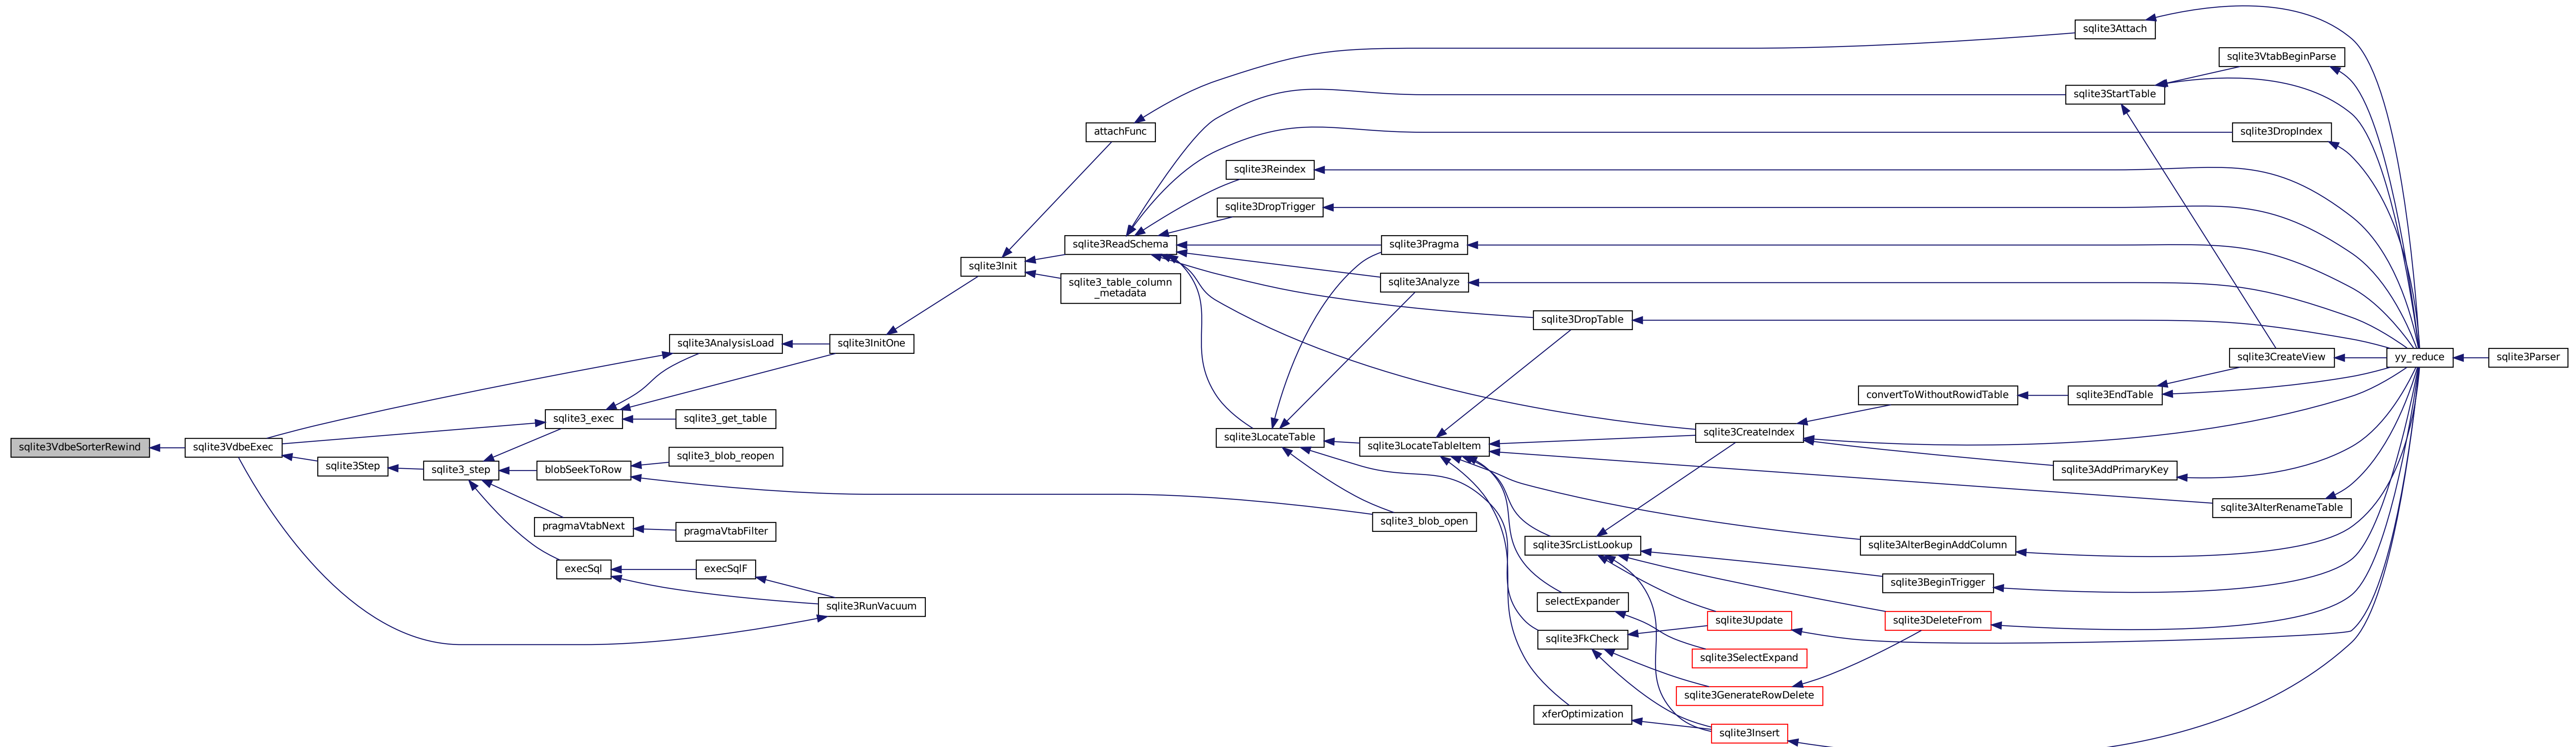 sqlite3VdbeSorterRewind
sqlite3VdbeExec
sqlite3AnalysisLoad
sqlite3_exec
sqlite3Step
sqlite3_step
sqlite3_get_table
blobSeekToRow
sqlite3_blob_reopen
pragmaVtabNext
pragmaVtabFilter
execSql
execSqlF
sqlite3RunVacuum
sqlite3InitOne
sqlite3Init
attachFunc
sqlite3ReadSchema
sqlite3_table_column
_metadata
sqlite3Reindex
sqlite3DropTrigger
sqlite3LocateTable
sqlite3Pragma
sqlite3Analyze
sqlite3LocateTableItem
sqlite3_blob_open
sqlite3DropTable
sqlite3SrcListLookup
selectExpander
sqlite3FkCheck
xferOptimization
sqlite3CreateIndex
sqlite3Update
sqlite3SelectExpand
sqlite3GenerateRowDelete
sqlite3Insert
convertToWithoutRowidTable
sqlite3AlterBeginAddColumn
sqlite3BeginTrigger
sqlite3DeleteFrom
sqlite3Attach
sqlite3StartTable
sqlite3EndTable
sqlite3AddPrimaryKey
sqlite3VtabBeginParse
sqlite3DropIndex
sqlite3CreateView
sqlite3AlterRenameTable
yy_reduce
sqlite3Parser